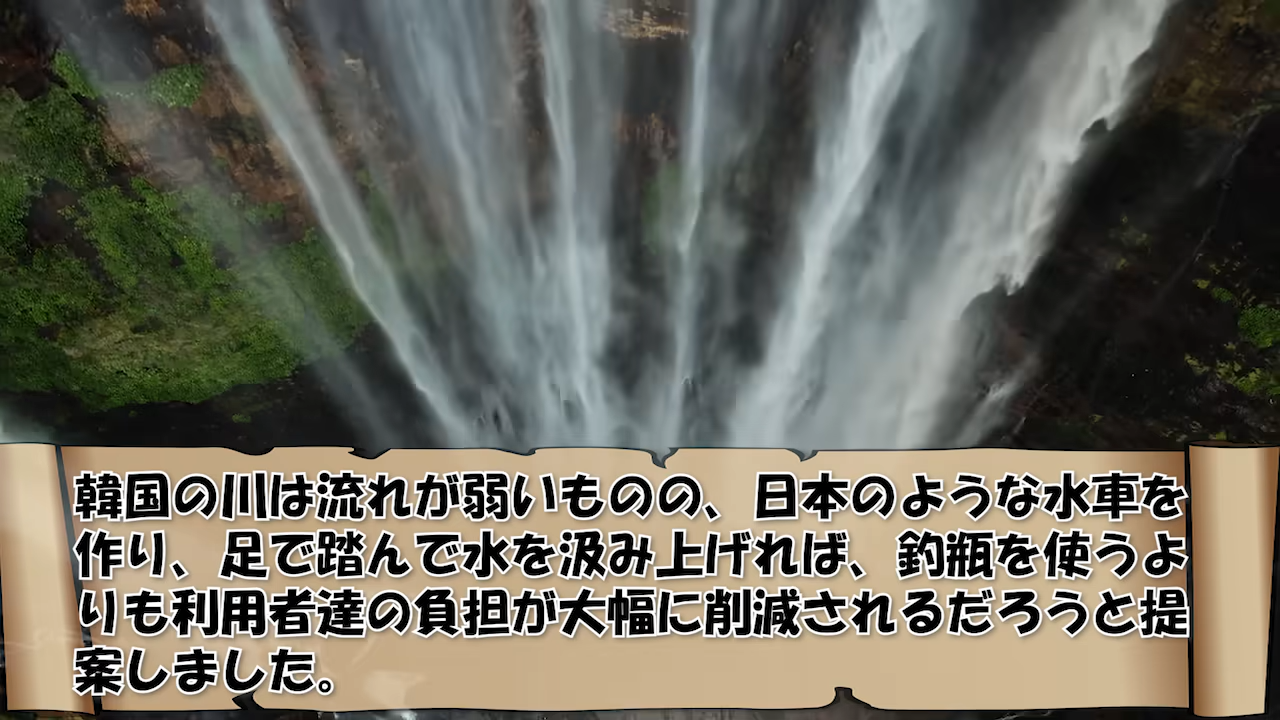 韓国の川は流れが弱いものの、日本のような水車を
作り、足で踏んで水を汲み上げれば、釣瓶を使うよ
りも利用者達の負担が大幅に削減されるだろうと提
案しました。